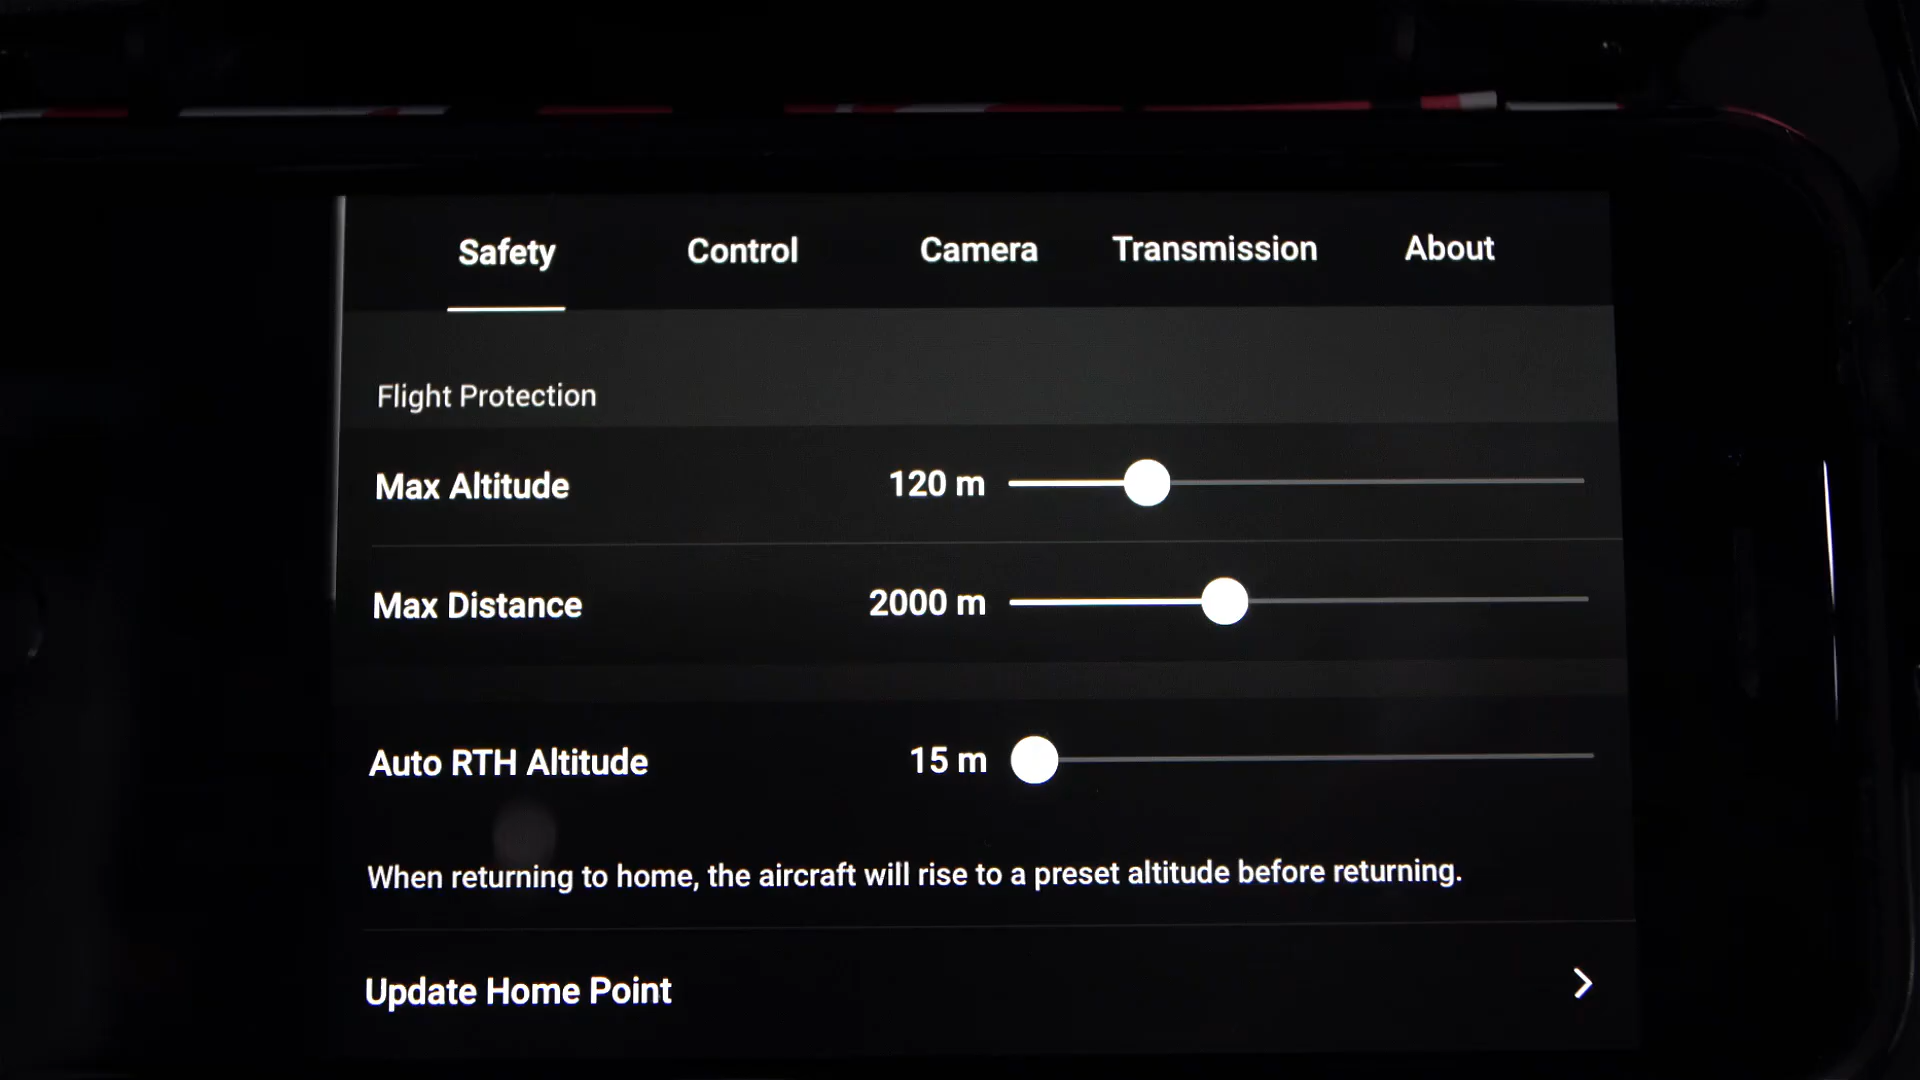 Safety Control Camera Transmission About
Flight Protection
Max Altitude 120 m
Max Distance 2000 m
Auto RTH Altitude 15 m
When returning to home, the aircraft will rise to a preset altitude before returning.
Update Home Point